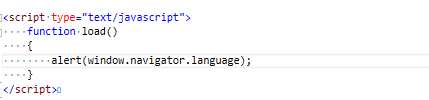 <script type="text/javascript">
    function load()
    {
        alert(window.navigator.language);
    }
</script>